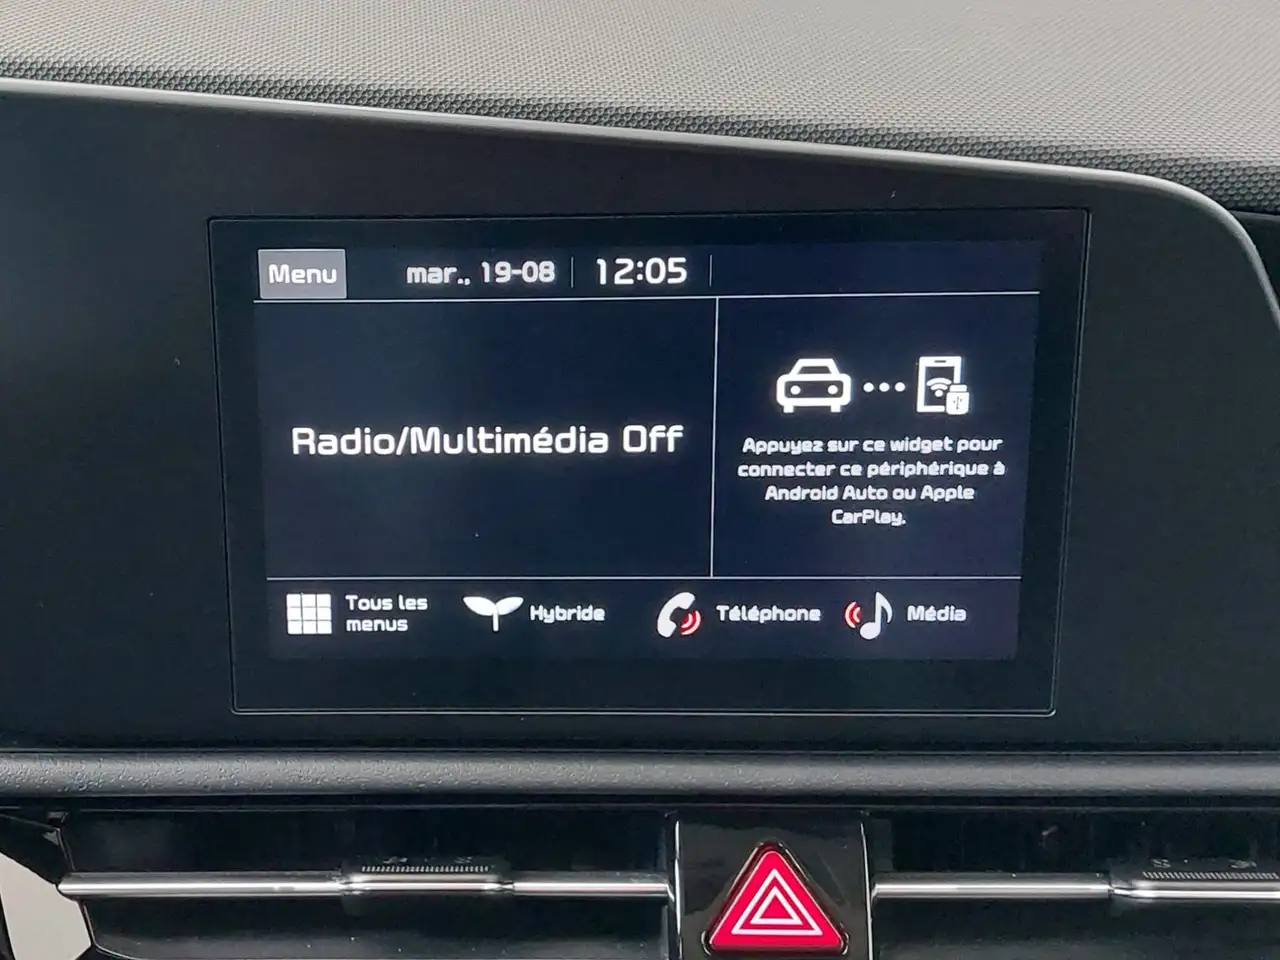 Menu mar., 19-08 12:05
Radio/Multimédia Off
Appuyez sur ce widget pour
connecter ce périphérique à
Android Auto ou Apple
CarPlay.
Tous les
menus
Hybride
Téléphone
Média